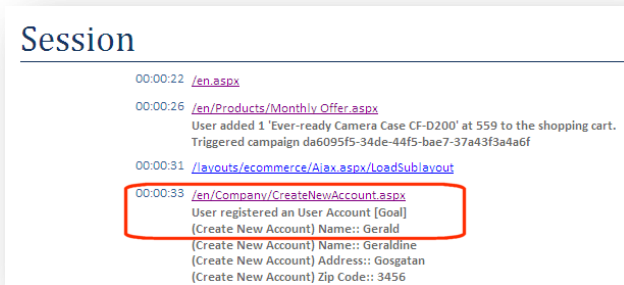 Session
00:00:22 /en.aspx
00:00:26 /en/Products/Monthly Offer.aspx
User added 1 'Ever-ready Camera Case CF-D200' at 559 to the shopping cart.
Triggered campaign da6095f5-34de-44f5-bae7-37a43f3a4a6f
00:00:31 /layouts/ecommerce/Ajax.aspx/LoadSublayout
00:00:33 /en/Company/CreateNewAccount.aspx
User registered an User Account [Goal]
(Create New Account) Name:: Gerald
(Create New Account) Name:: Geraldine
(Create New Account) Address:: Gosgatan
(Create New Account) Zip Code:: 3456